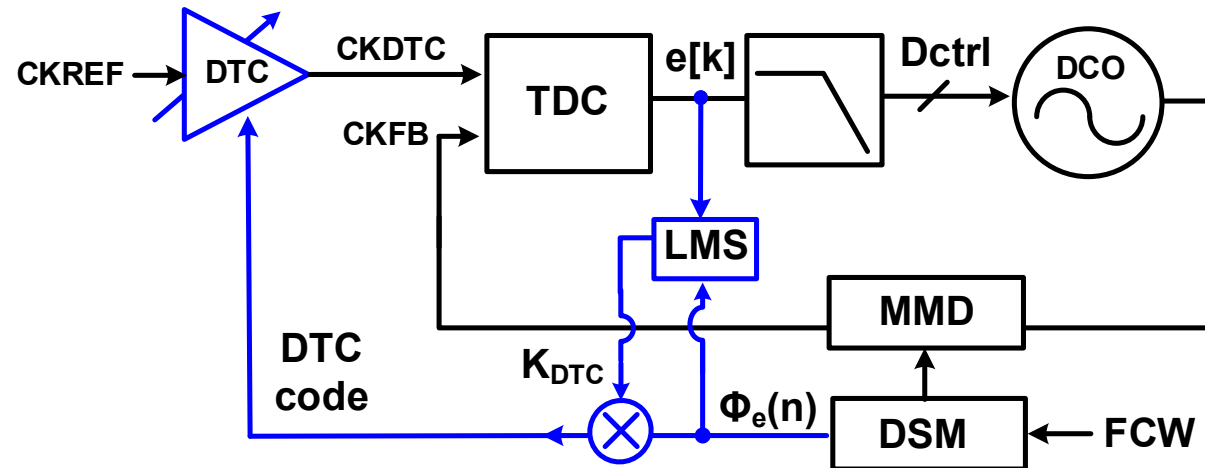 CKREF
DTC
CKDTC
CKFB
TDC
e[k]
Dctrl
DCO
LMS
MMD
DTC
code
KDTC
Φe(n)
DSM
FCW